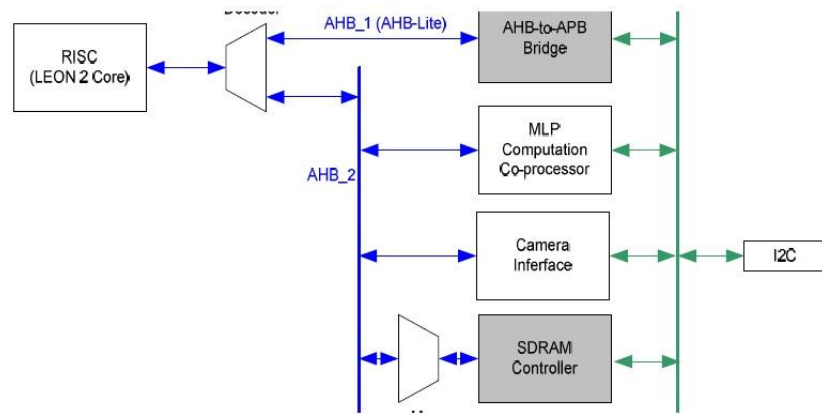 Decoder
AHB_1 (AHB-Lite)
AHB-to-APB
Bridge
RISC
(LEON 2 Core)
MLP
Computation
Co-processor
AHB_2
Camera
Inferface
I2C
SDRAM
Controller